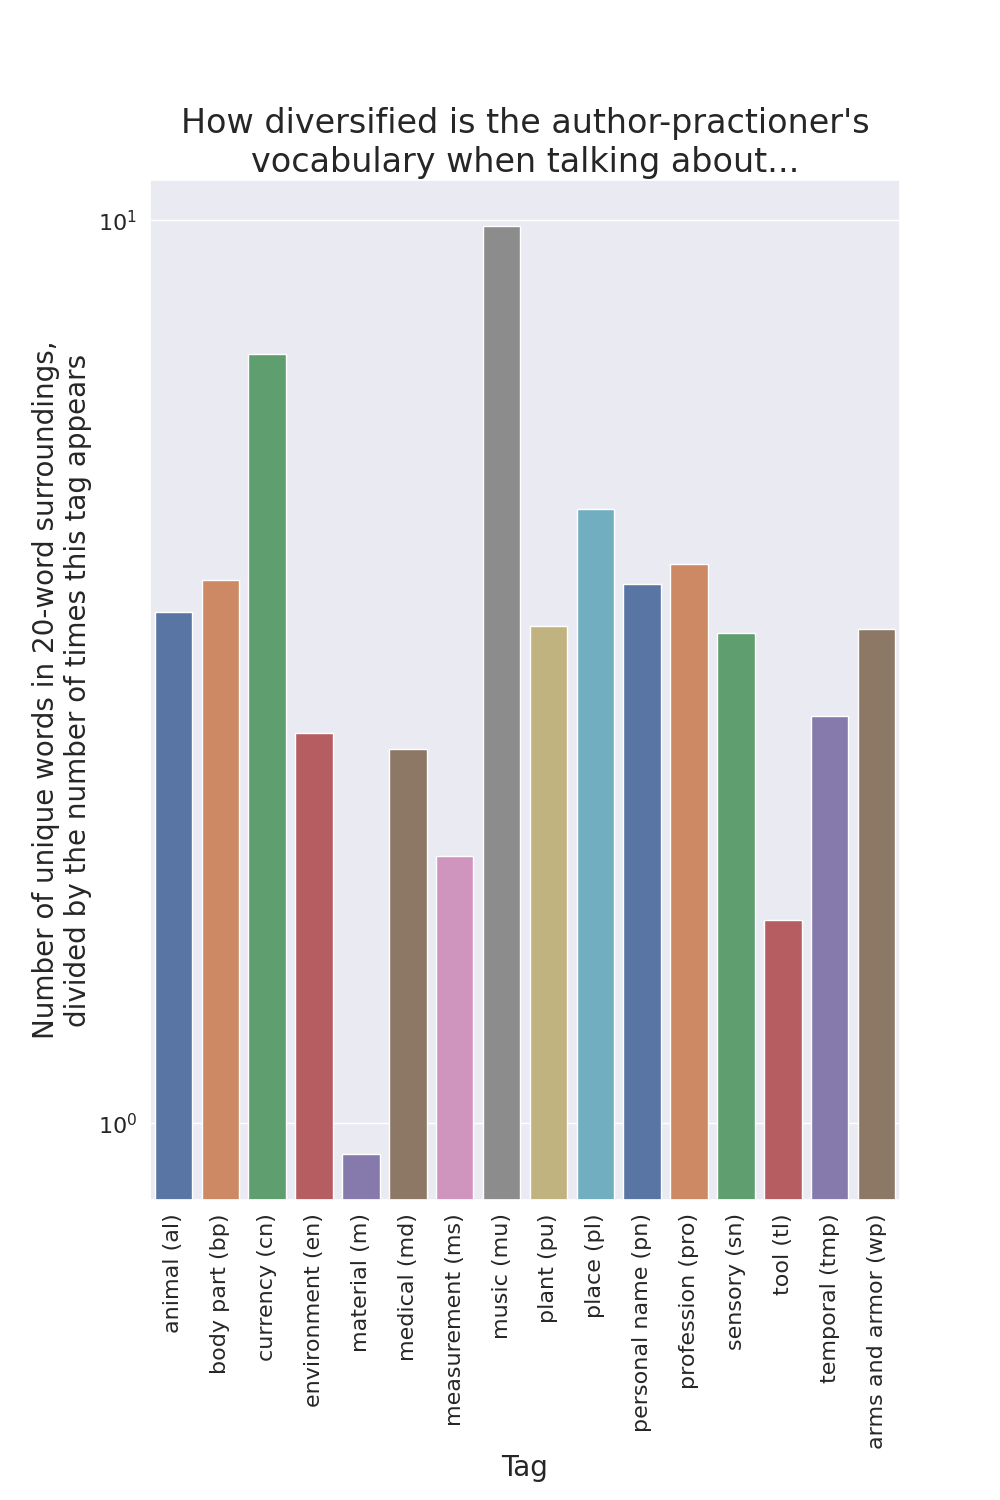 How diversified is the author-practioner's
vocabulary when talking about...
Number of unique words in 20-word surroundings,
divided by the number of times this tag appears
10¹
10⁰
animal (al)
body part (bp)
currency (cn)
environment (en)
material (m)
medical (md)
measurement (ms)
music (mu)
plant (pu)
place (pl)
personal name (pn)
profession (pro)
sensory (sn)
tool (tl)
temporal (tmp)
arms and armor (wp)
Tag